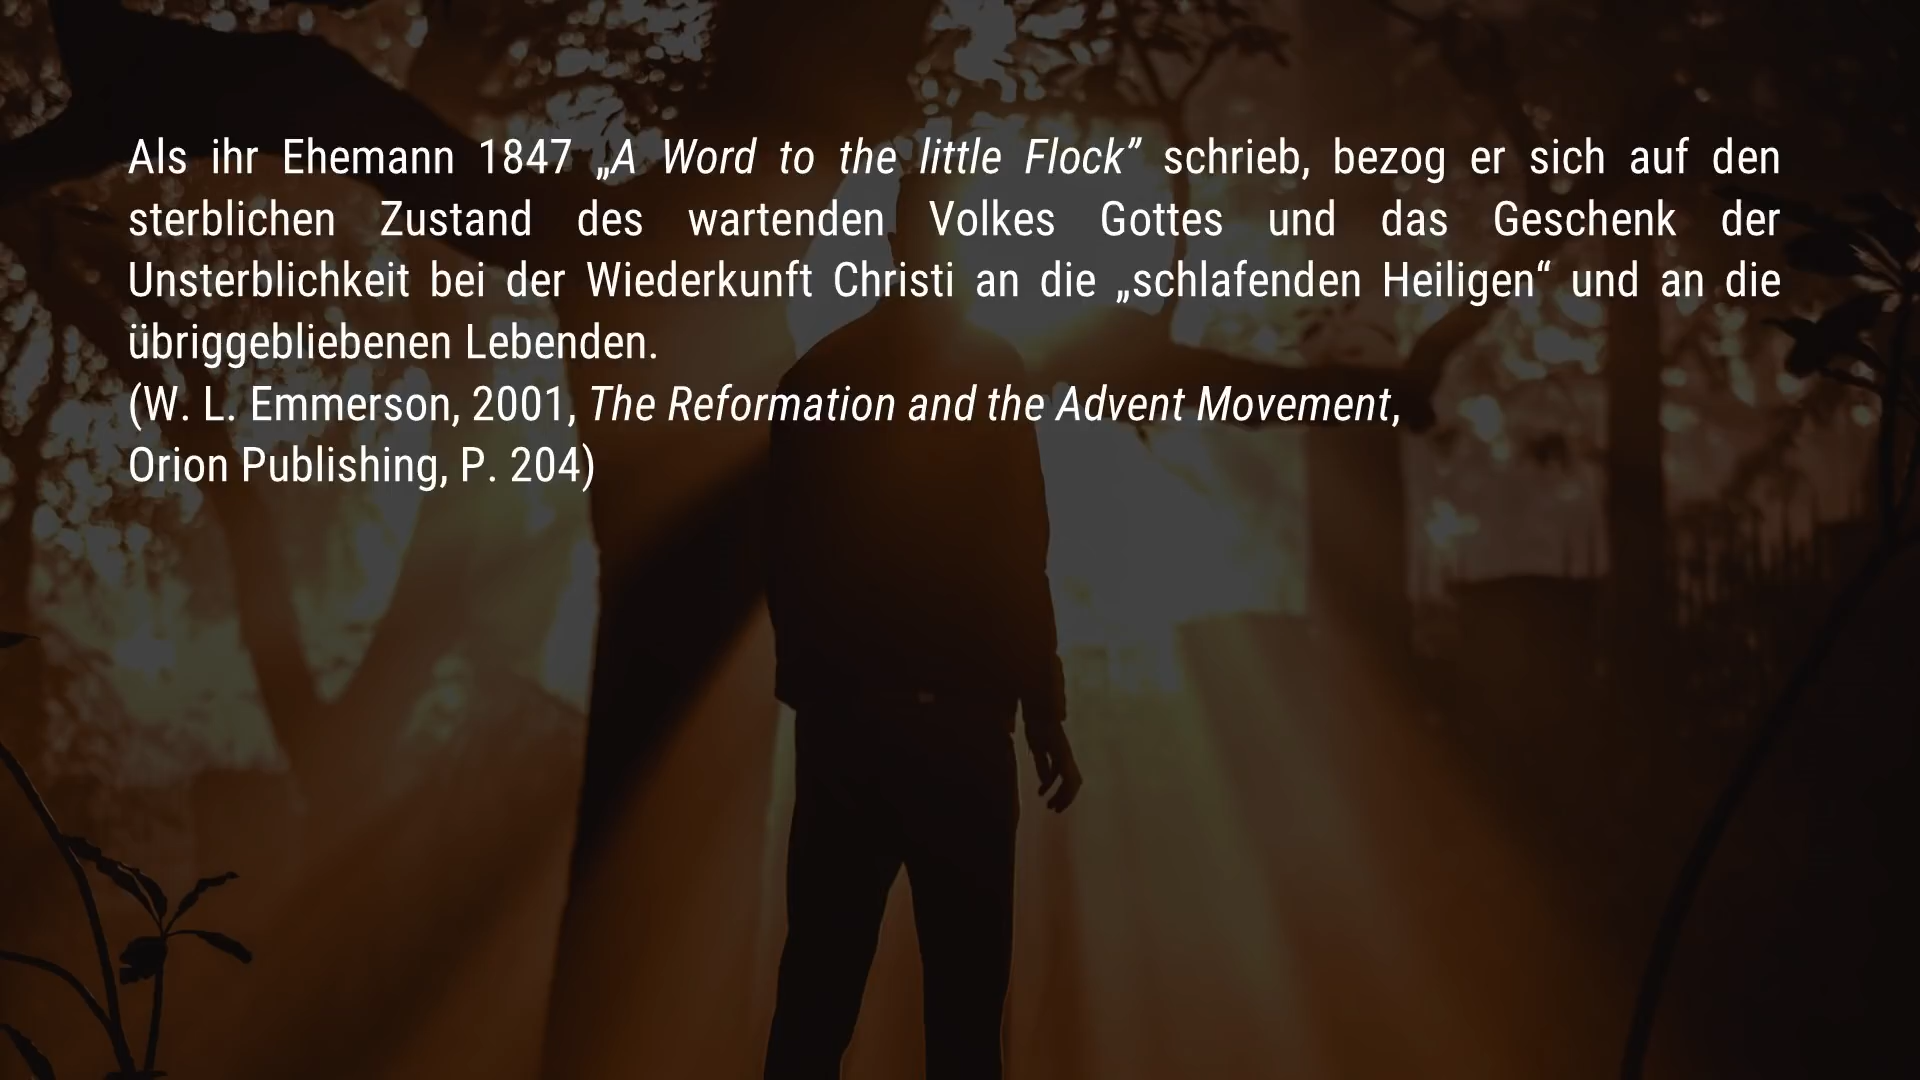 Als ihr Ehemann 1847 „A Word to the little Flock” schrieb, bezog er sich auf den
sterblichen Zustand des wartenden Volkes Gottes und das Geschenk der
Unsterblichkeit bei der Wiederkunft Christi an die „schlafenden Heiligen“ und an die
übriggebliebenen Lebenden.
(W. L. Emmerson, 2001, The Reformation and the Advent Movement,
Orion Publishing, P. 204)